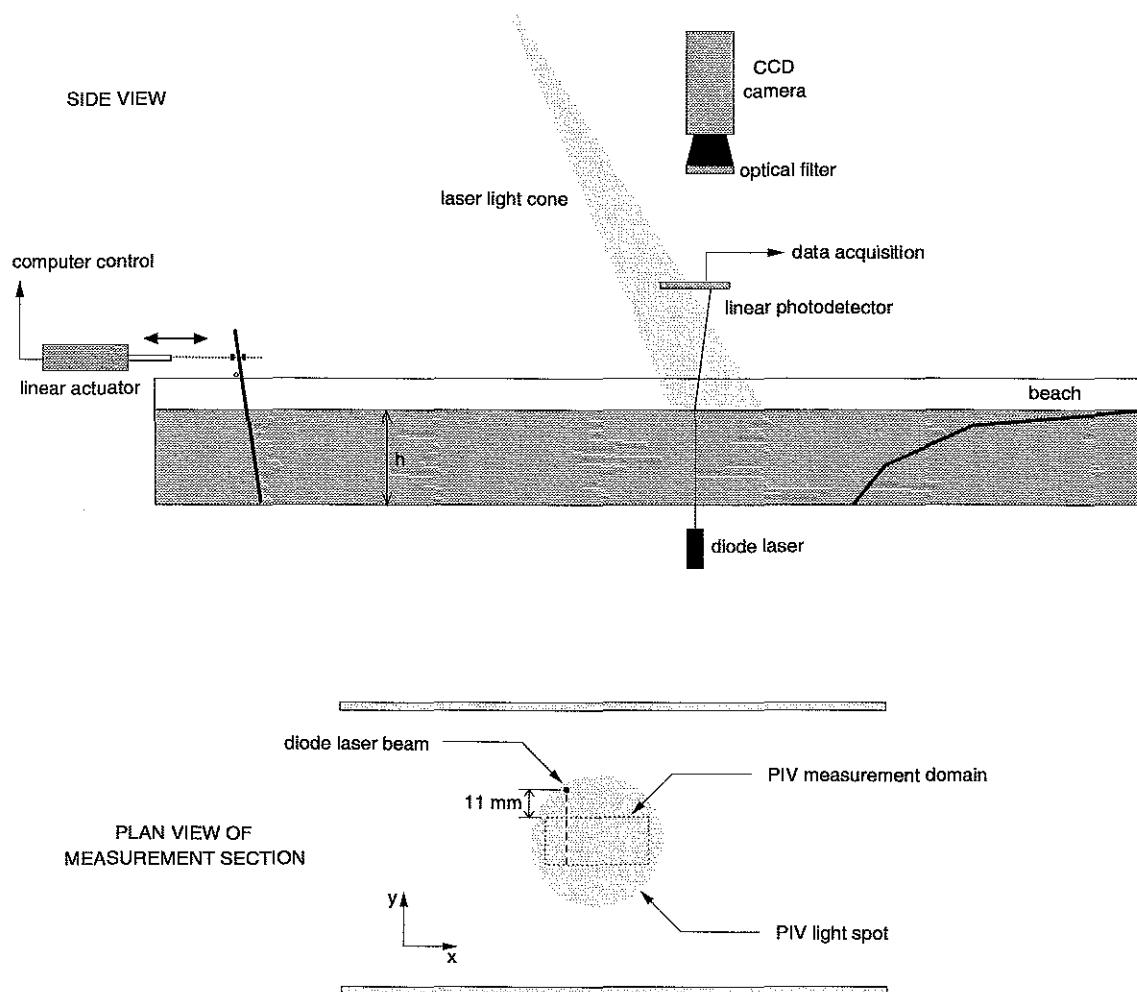 SIDE VIEW
CCD
camera
optical filter
laser light cone
data acquisition
computer control
linear photodetector
linear actuator
beach
h
diode laser
diode laser beam
PIV measurement domain
11 mm
PLAN VIEW OF
MEASUREMENT SECTION
y
x
PIV light spot